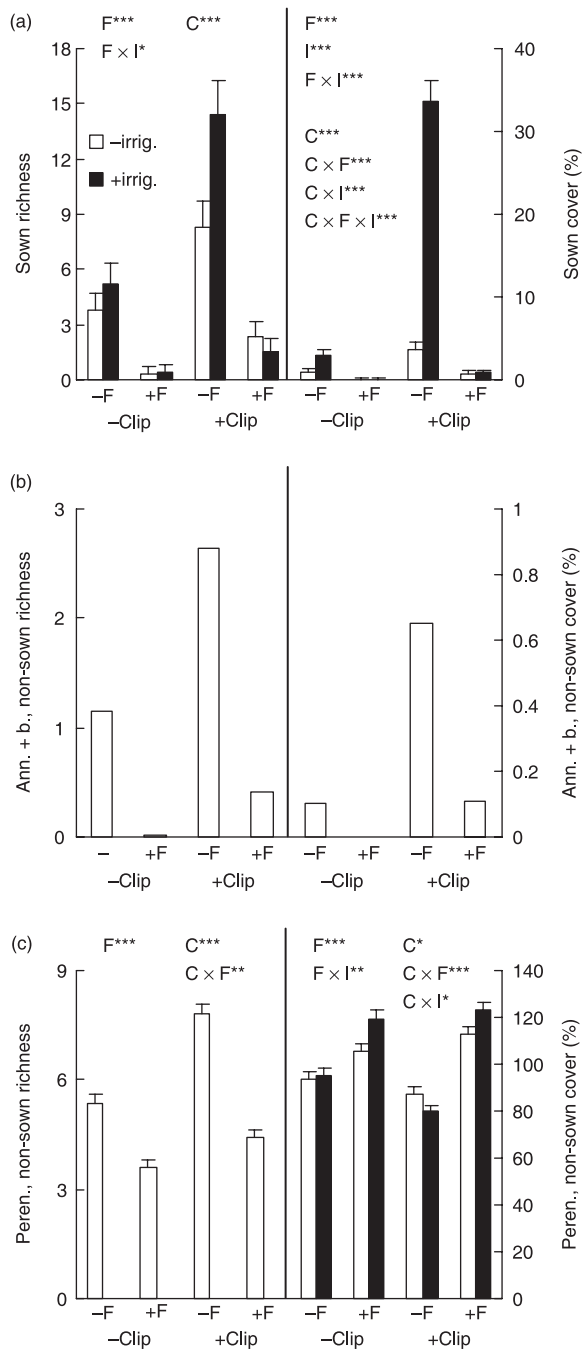 (a)
F*** C*** F***
F × I* I***
F × I***
C***
C × F***
C × I***
C × F × I***
–irrig.
+irrig.
Sown richness
18
15
12
9
6
3
0
Sown cover (%)
40
30
20
10
0
–F +F –F +F –F +F –F +F
–Clip +Clip –Clip +Clip
(b)
Ann. + b., non-sown richness
3
2
1
0
Ann. + b., non-sown cover (%)
1
0.8
0.6
0.4
0.2
0
– +F –F +F –F +F –F +F
–Clip +Clip –Clip +Clip
(c)
F*** C*** F*** C*
C × F** F × I** C × F***
C × I*
Peren., non-sown richness
9
6
3
0
Peren., non-sown cover (%)
140
120
100
80
60
40
20
0
–F +F –F +F –F +F –F +F
–Clip +Clip –Clip +Clip